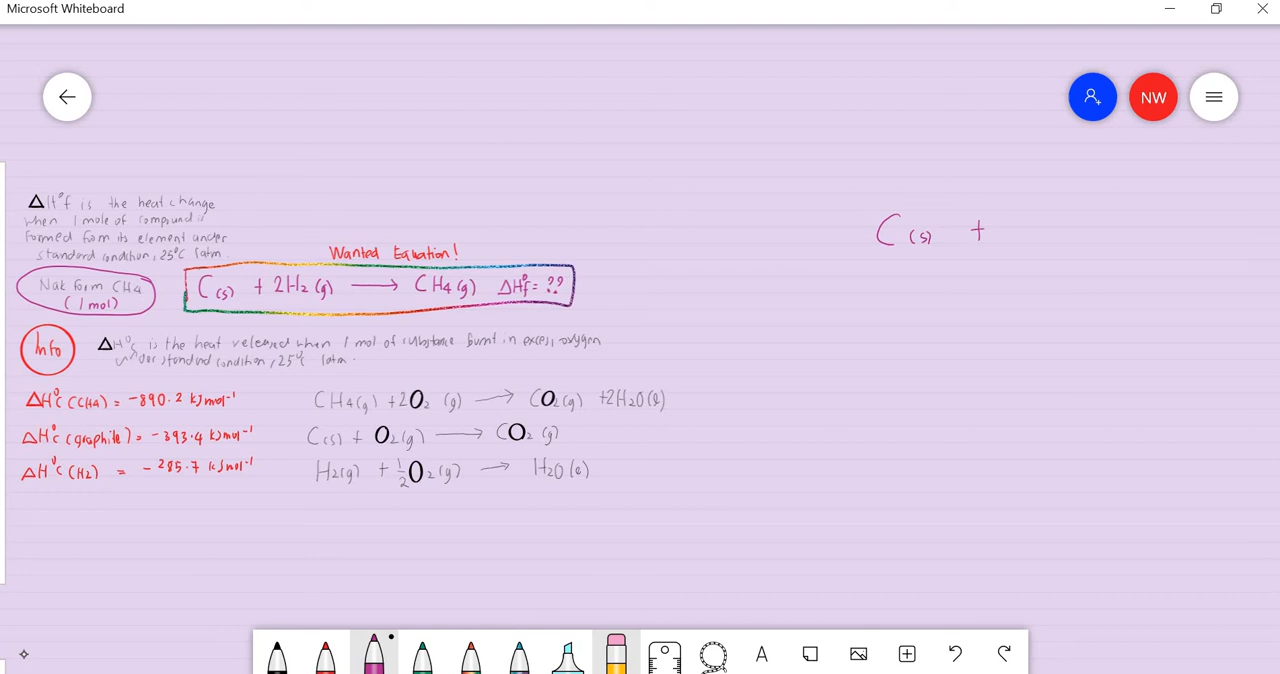 Microsoft Whiteboard
NW
ΔH°f is the heat change
when 1 mole of compound is
formed from its element under
standard condition, 25°C 1atm.
Wanted Equation!
Nak form CH4
(1 mol)
C(s) + 2H2(g) → CH4(g) ΔH°f = ??
C(s) +
Info
ΔH°c is the heat released when 1 mol of substance burnt in excess oxygen
under standard condition, 25°C 1atm.
ΔH°c (CH4) = -890.2 kJmol⁻¹ CH4(g) + 2O2 (g) → CO2(g) + 2H2O(l)
ΔH°c (graphite) = -393.4 kJmol⁻¹ C(s) + O2(g) → CO2 (g)
ΔH°c (H2) = -285.7 kJmol⁻¹ H2(g) + 1/2 O2(g) → H2O(l)
A